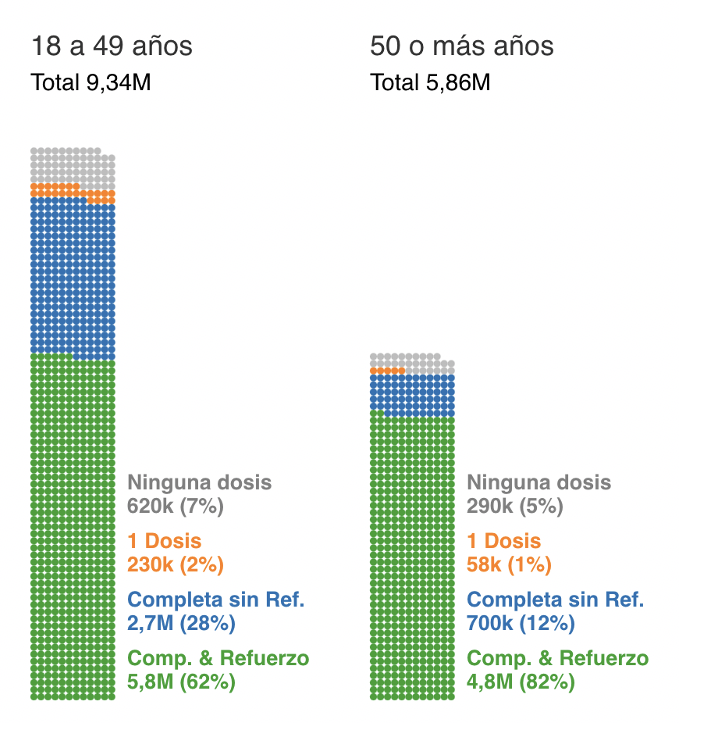 18 a 49 años
Total 9,34M
Ninguna dosis
620k (7%)
1 Dosis
230k (2%)
Completa sin Ref.
2,7M (28%)
Comp. & Refuerzo
5,8M (62%)
50 o más años
Total 5,86M
Ninguna dosis
290k (5%)
1 Dosis
58k (1%)
Completa sin Ref.
700k (12%)
Comp. & Refuerzo
4,8M (82%)